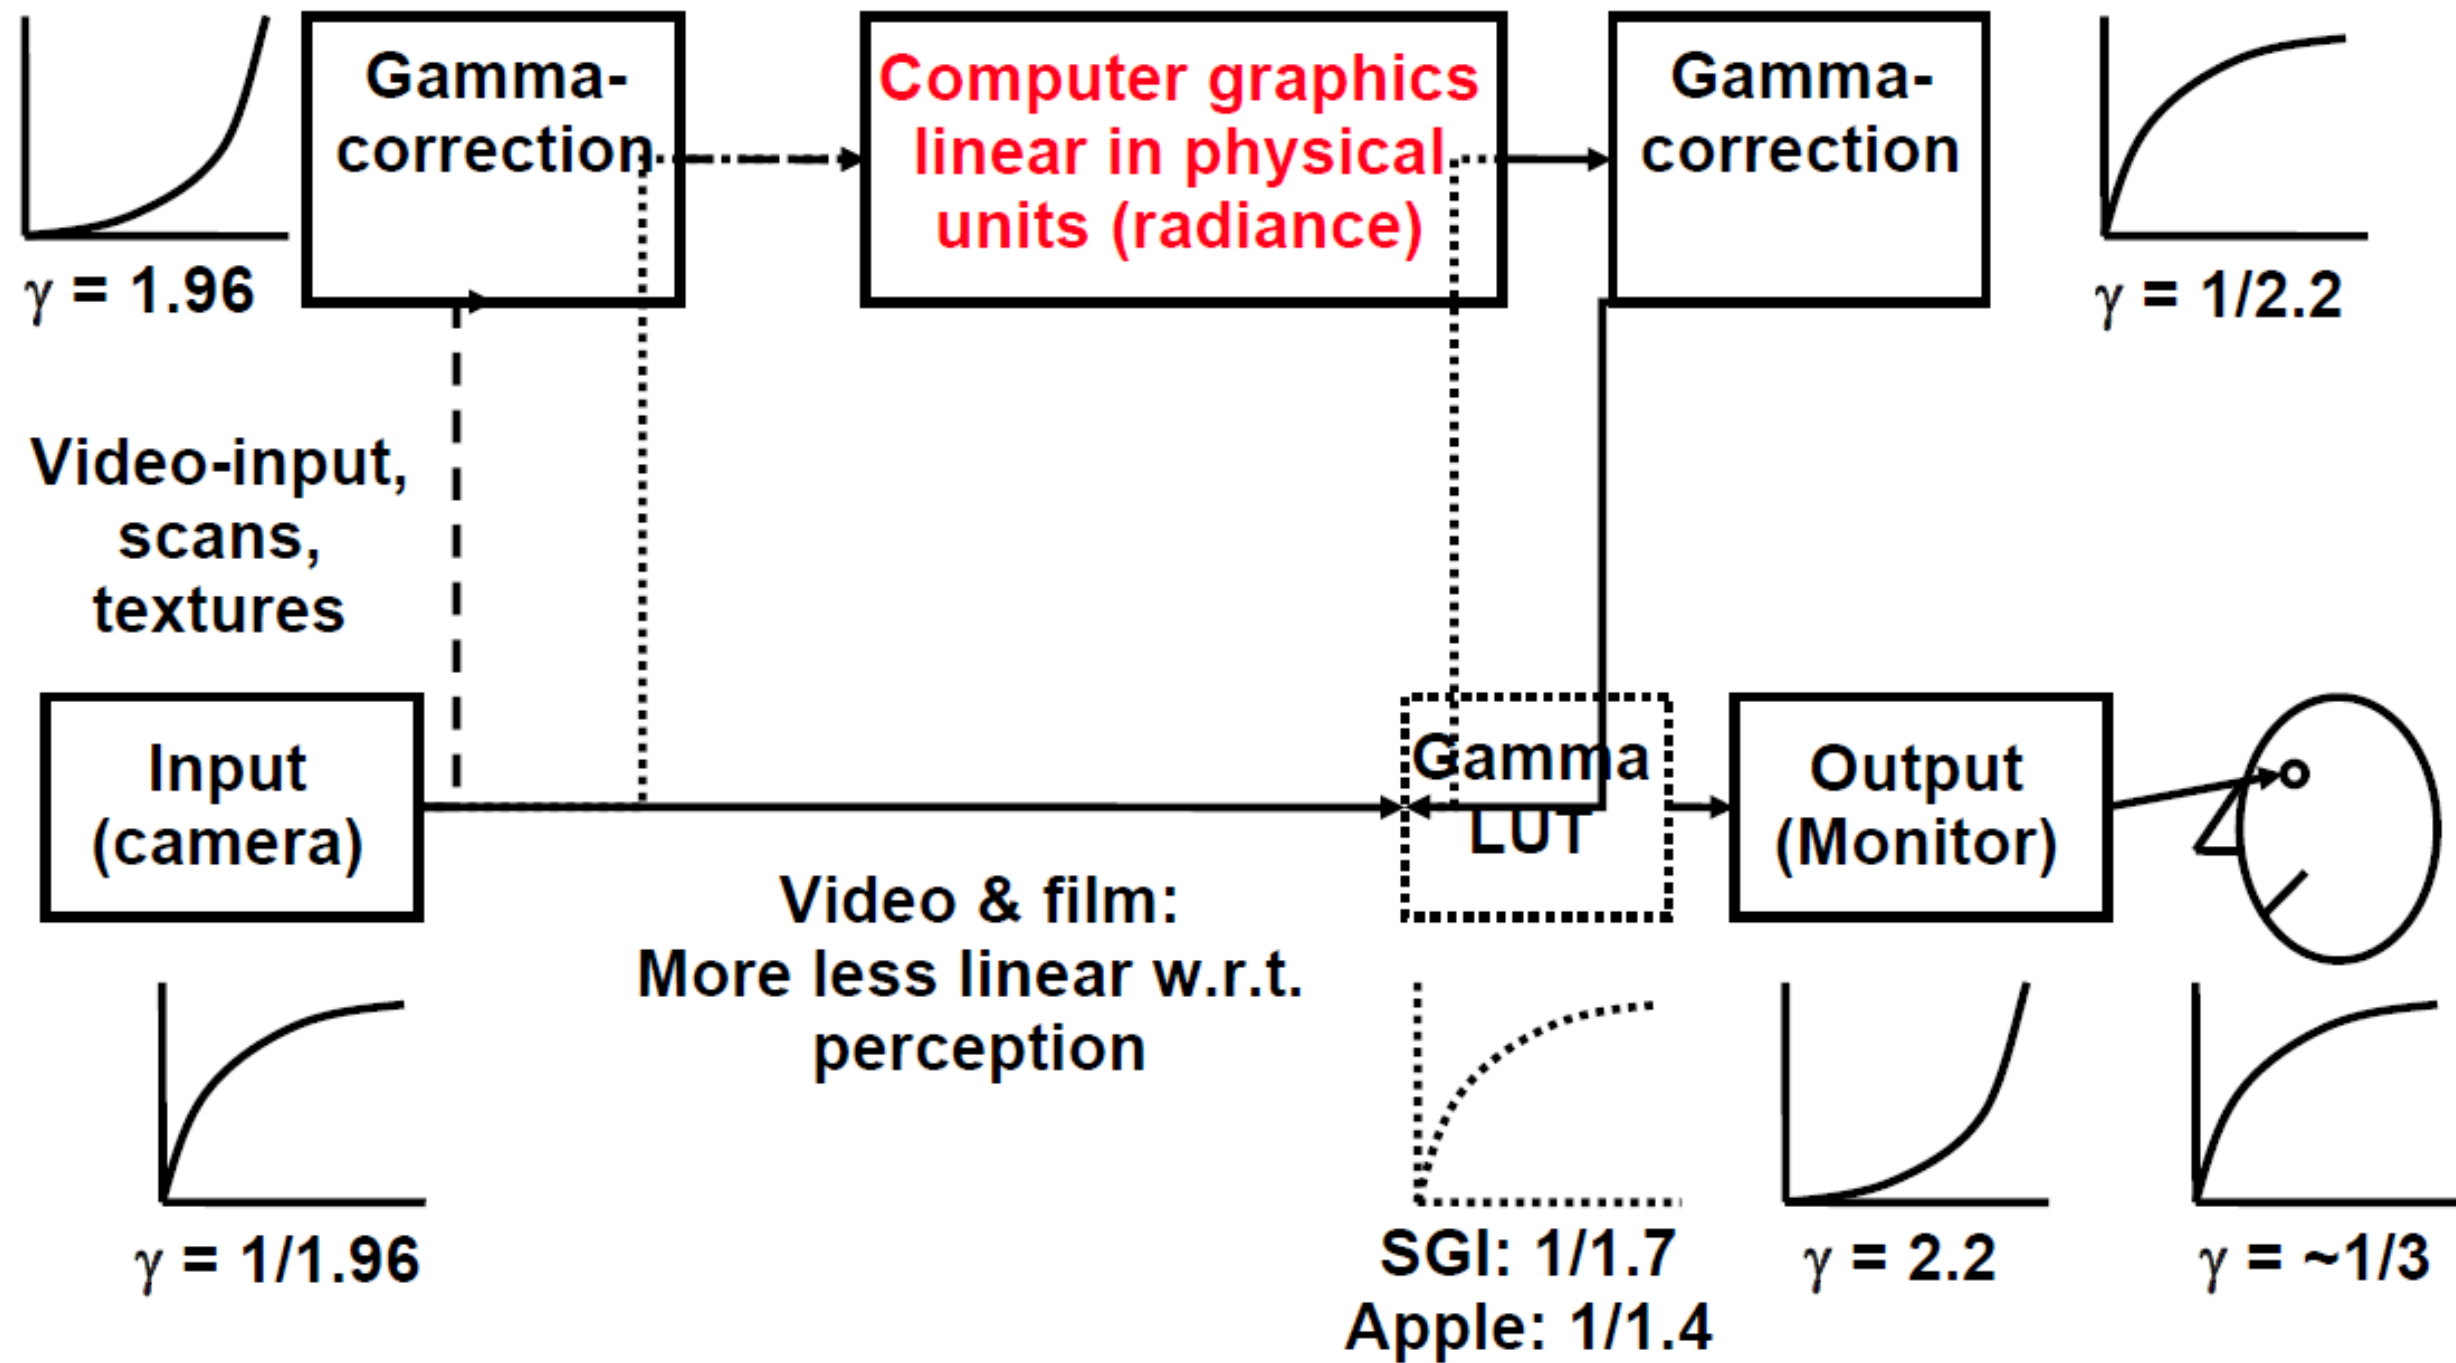 Gamma-
correction
Computer graphics
linear in physical
units (radiance)
Gamma-
correction
γ = 1.96
γ = 1/2.2
Video-input,
scans,
textures
Input
(camera)
Gamma
LUT
Output
(Monitor)
Video & film:
More less linear w.r.t.
perception
γ = 1/1.96
SGI: 1/1.7
Apple: 1/1.4
γ = 2.2
γ = ~1/3